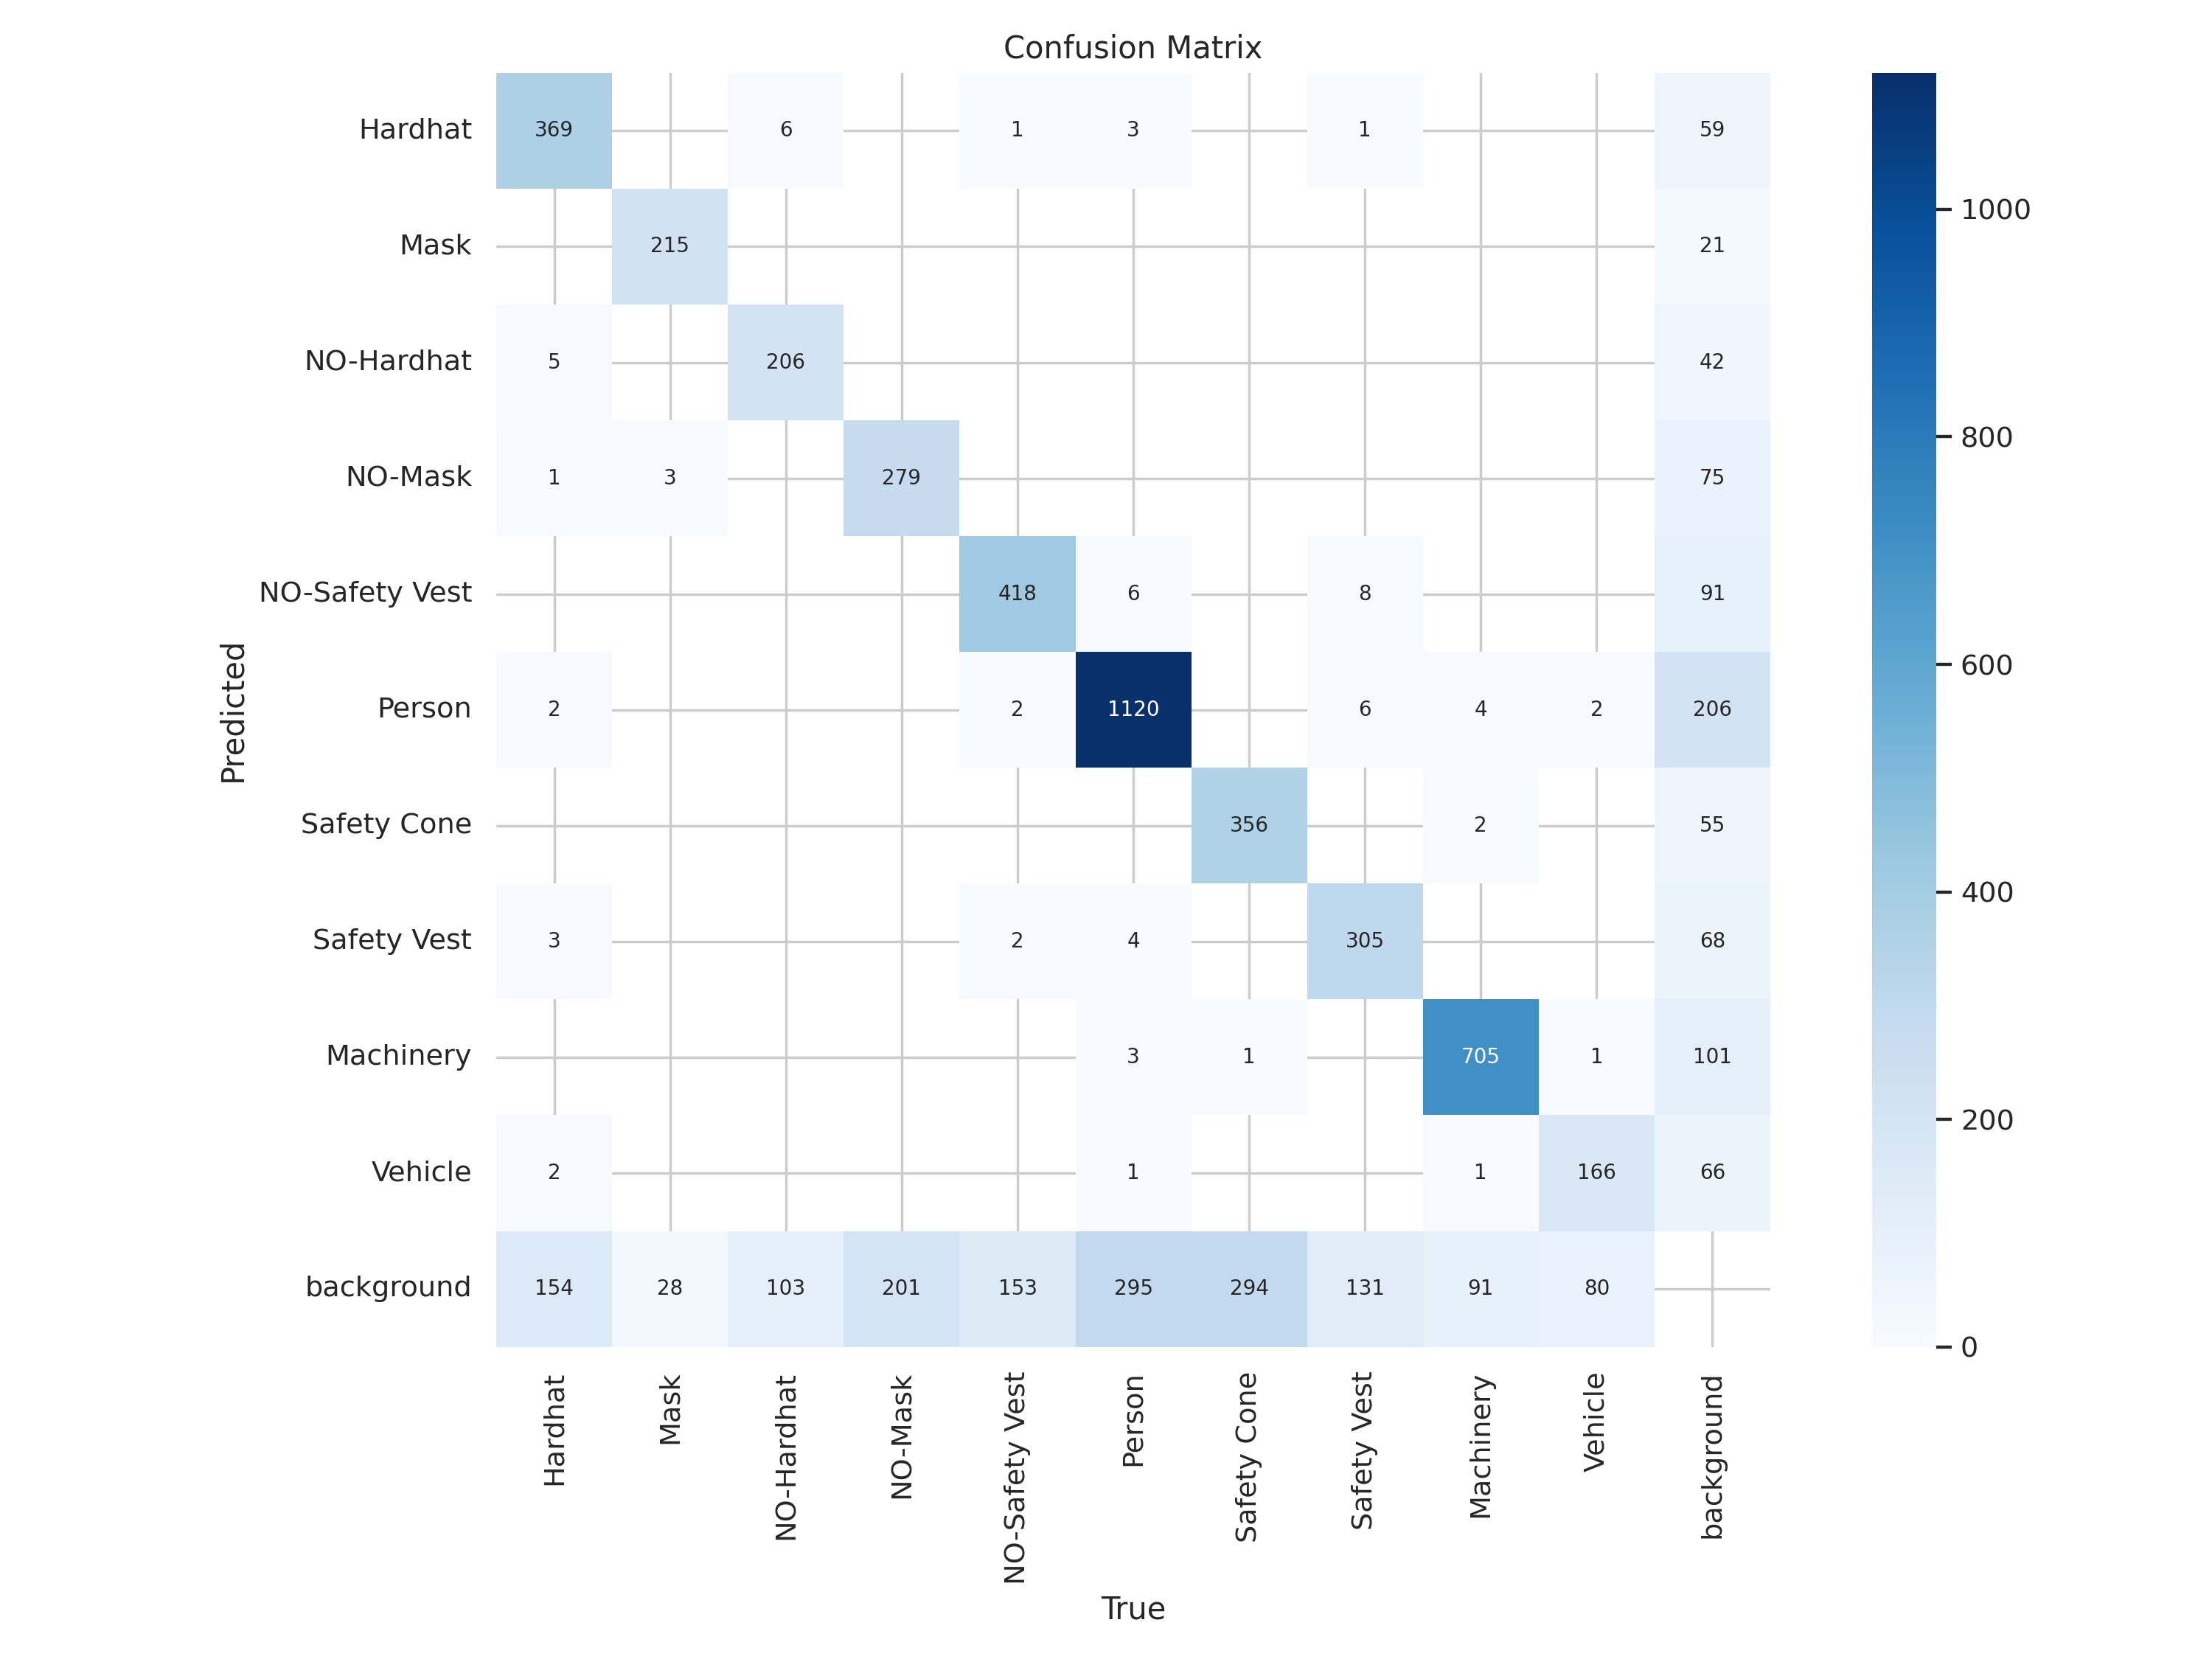 Confusion Matrix
Hardhat 369 6 1 3 1 59
Mask 215 21
NO-Hardhat 5 206 42
NO-Mask 1 3 279 75
NO-Safety Vest 418 6 8 91
Person 2 2 1120 6 4 2 206
Safety Cone 356 2 55
Safety Vest 3 2 4 305 68
Machinery 3 1 705 1 101
Vehicle 2 1 1 166 66
background 154 28 103 201 153 295 294 131 91 80
Predicted
Hardhat
Mask
NO-Hardhat
NO-Mask
NO-Safety Vest
Person
Safety Cone
Safety Vest
Machinery
Vehicle
background
True
1000
800
600
400
200
0